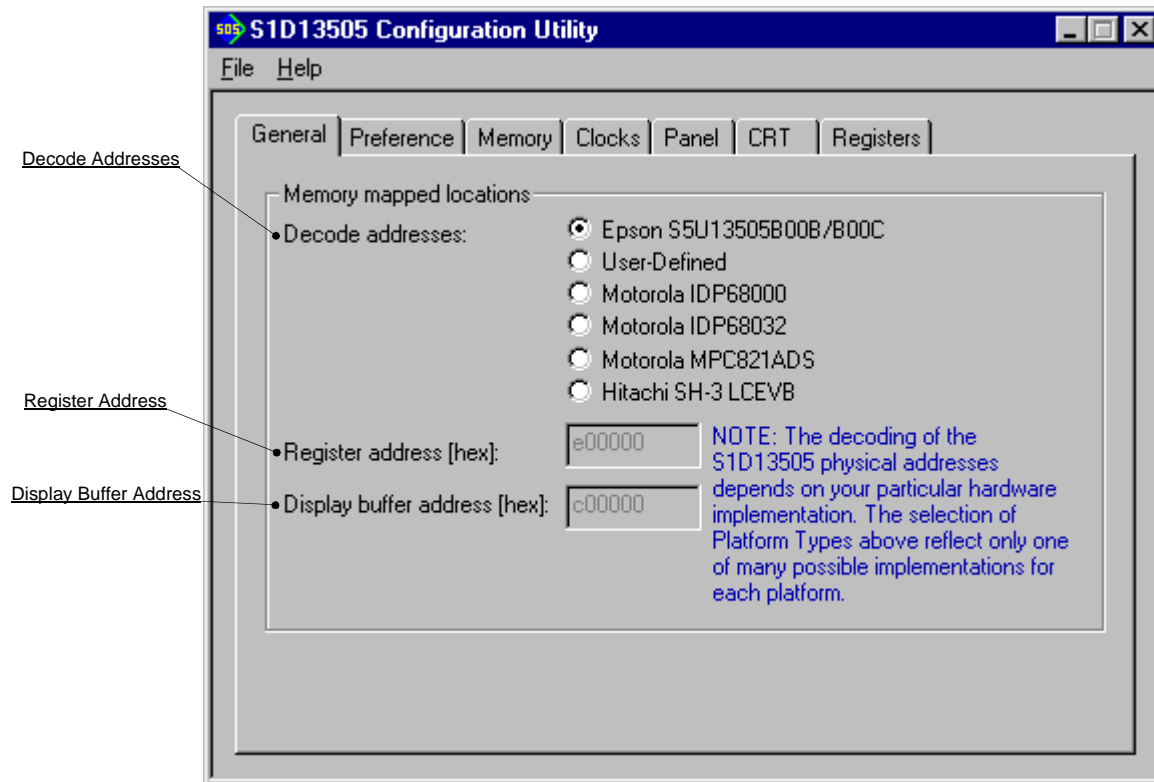 505 S1D13505 Configuration Utility
File Help
General Preference Memory Clocks Panel CRT Registers
Decode Addresses
Memory mapped locations
Decode addresses:
Epson S5U13505B00B/B00C
User-Defined
Motorola IDP68000
Motorola IDP68032
Motorola MPC821ADS
Hitachi SH-3 LCEVB
Register Address
Register address [hex]:
e00000
Display Buffer Address
Display buffer address [hex]:
c00000
NOTE: The decoding of the
S1D13505 physical addresses
depends on your particular hardware
implementation. The selection of
Platform Types above reflect only one
of many possible implementations for
each platform.